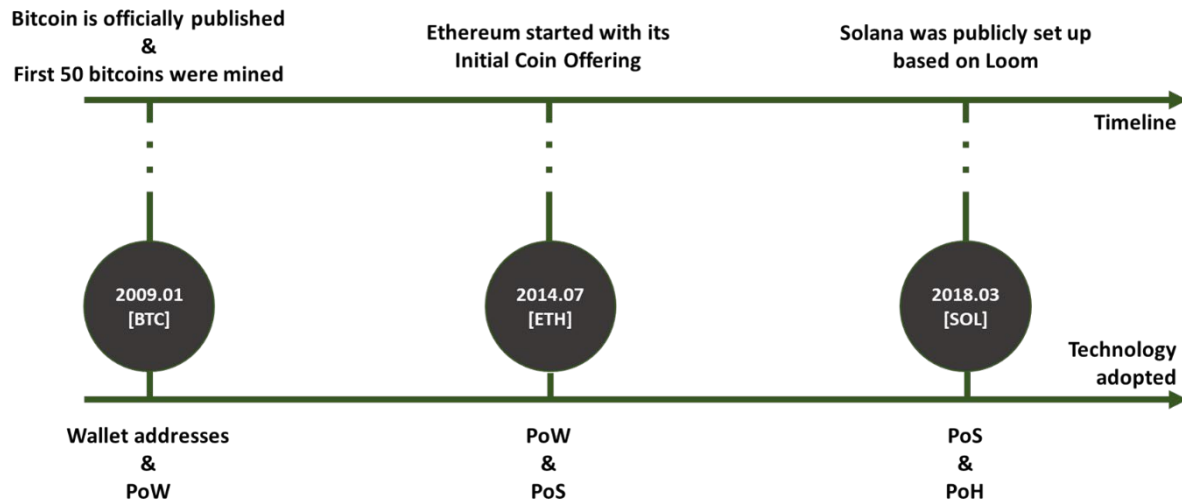 Bitcoin is officially published
&
First 50 bitcoins were mined
Ethereum started with its
Initial Coin Offering
Solana was publicly set up
based on Loom
Timeline
2009.01
[BTC]
2014.07
[ETH]
2018.03
[SOL]
Technology
adopted
Wallet addresses
&
PoW
PoW
&
PoS
PoS
&
PoH